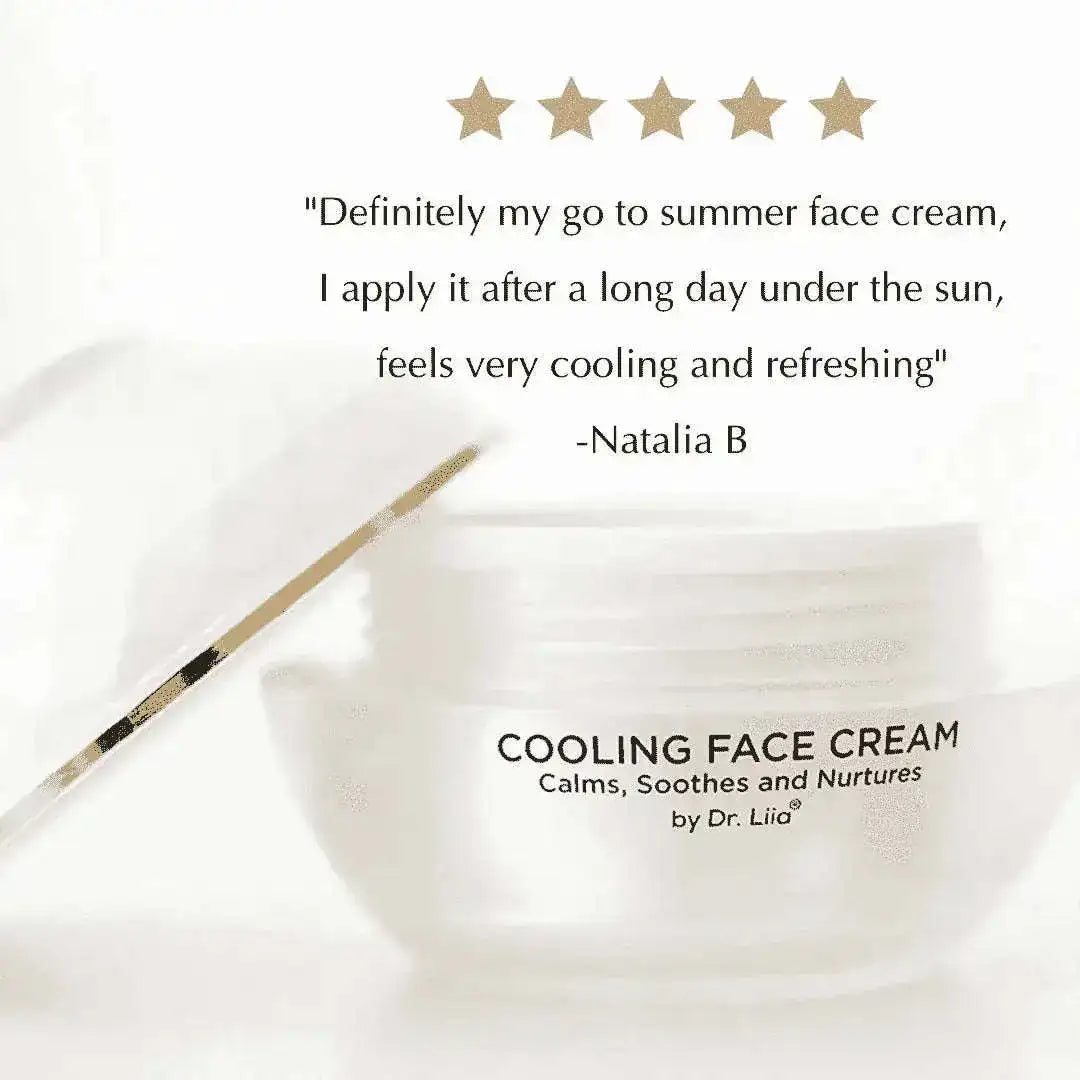 "Definitely my go to summer face cream,
I apply it after a long day under the sun,
feels very cooling and refreshing"
-Natalia B
COOLING FACE CREAM
Calms, Soothes and Nurtures
by Dr. Liia®